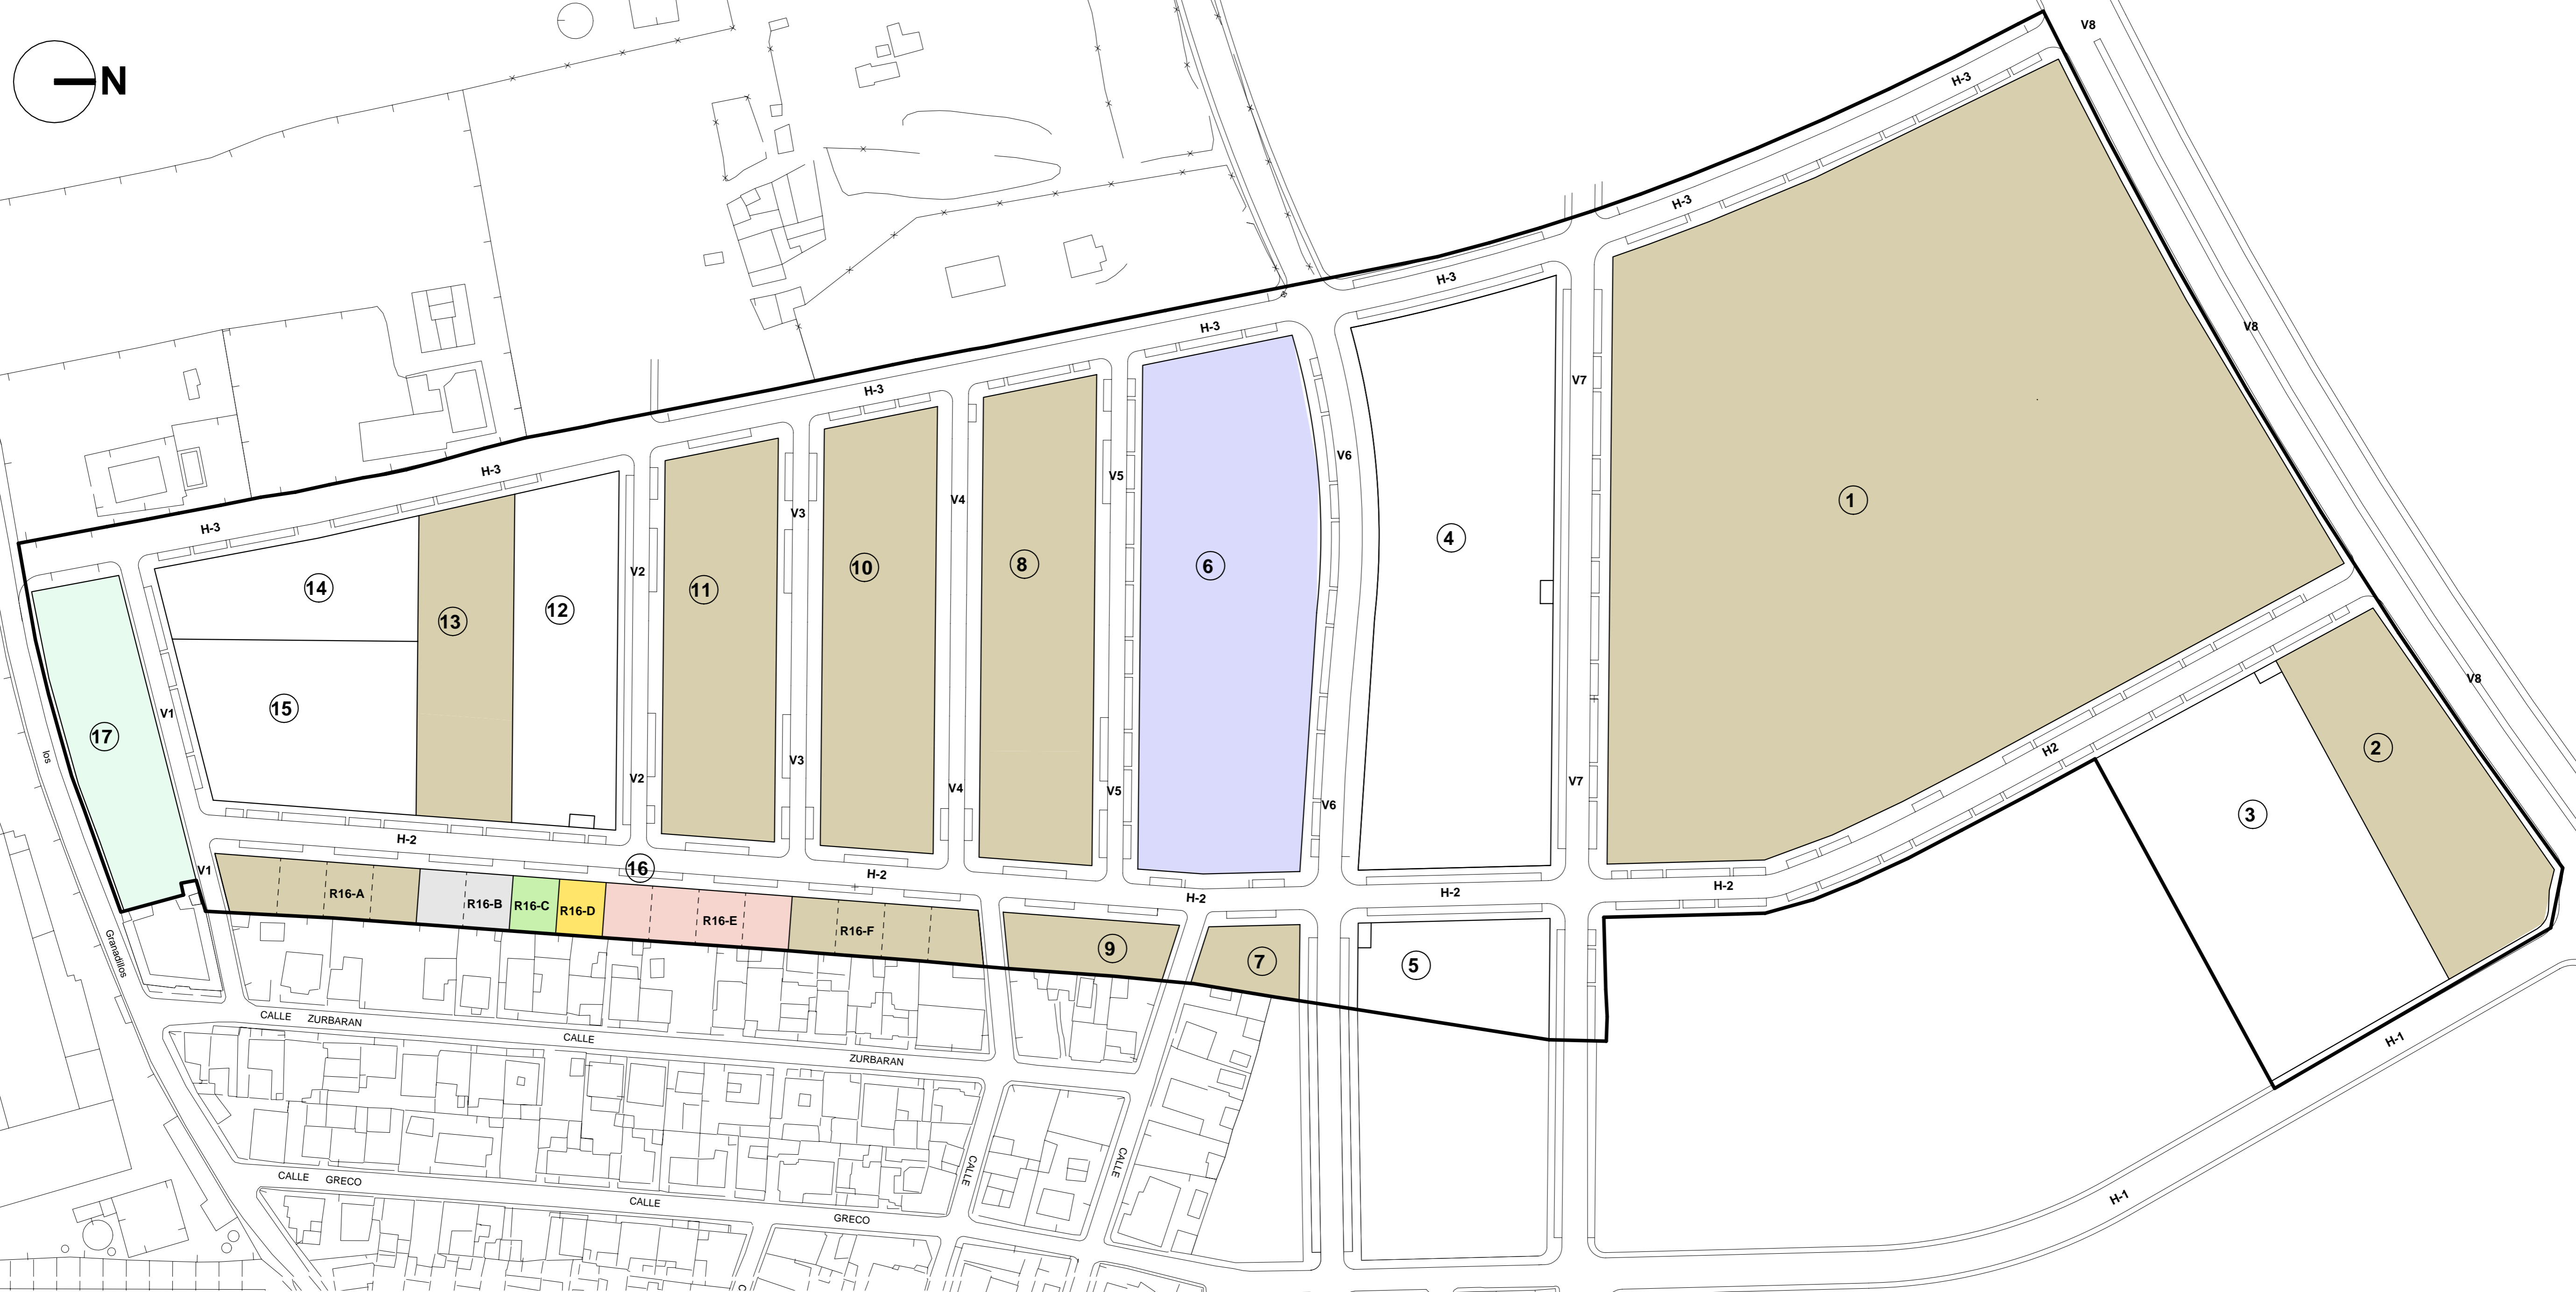 V8
H-3
N
H-3
H-3
V8
H-3
H-3
V7
H-3
V6
H-3
V5
V4
1
V3
H-3
4
8
6
10
V2
11
14
12
13
V8
15
V1
17
H2
2
los
V3
V2
V7
V4
V5
V6
3
H-2
16
V1
H-2
H-2
H-2
R16-A
H-2
R16-B
R16-C
R16-D
R16-E
R16-F
9
7
5
Granadillos
CALLE ZURBARAN
CALLE
ZURBARAN
H-1
CALLE
CALLE
CALLE GRECO
CALLE
GRECO
H-1
C